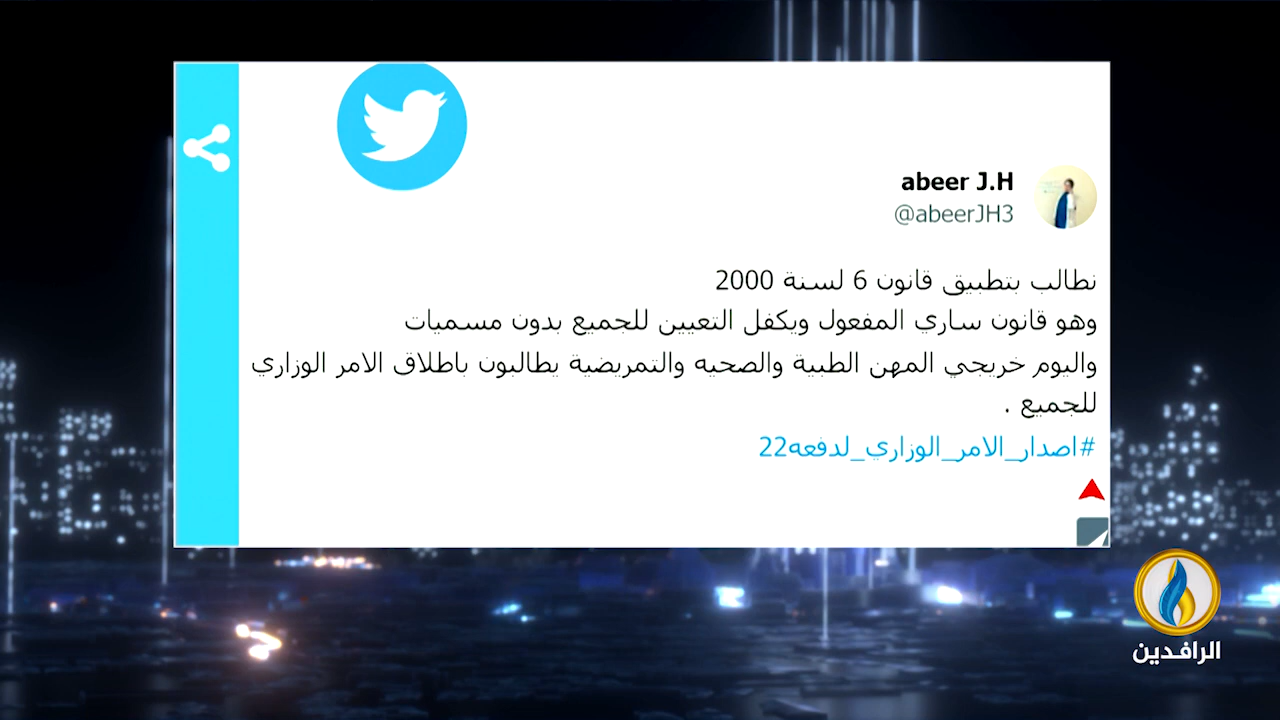 abeer J.H
@abeerJH3
نطالب بتطبيق قانون 6 لسنة 2000
وهو قانون ساري المفعول ويكفل التعيين للجميع بدون مسميات
واليوم خريجي المهن الطبية والصحيه والتمريضية يطالبون باطلاق الامر الوزاري
للجميع .
#اصدار_الامر_الوزاري_لدفعه22
الرافدين